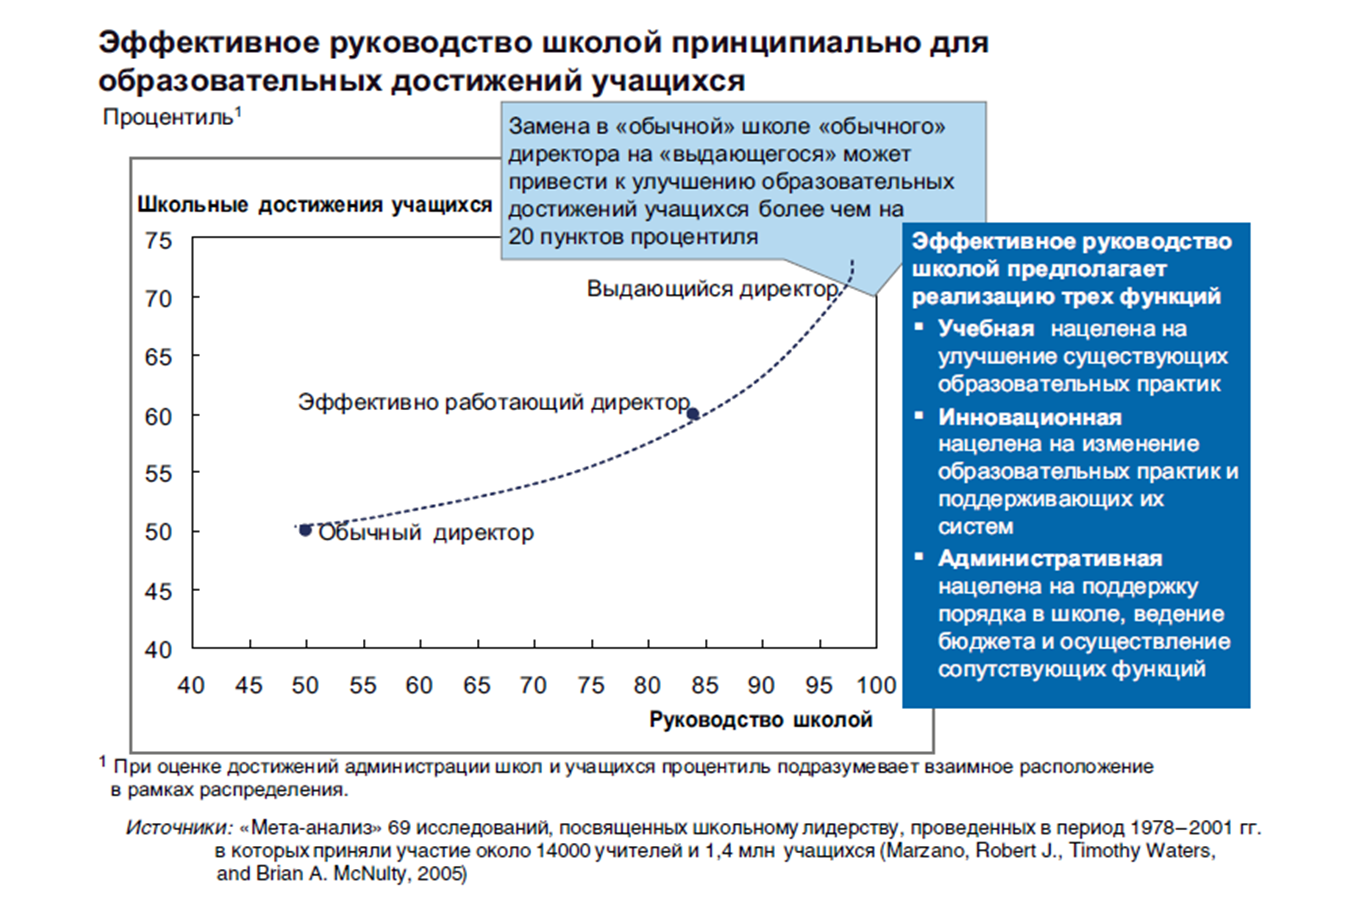 Эффективное руководство школой принципиально для
образовательных достижений учащихся
Процентиль1
Замена в «обычной» школе «обычного»
директора на «выдающегося» может
привести к улучшению образовательных
достижений учащихся более чем на
20 пунктов процентиля
Школьные достижения учащихся
75
70
65
60
55
50
45
40
Выдающийся директор
Эффективно работающий директор
Обычный директор
40 45 50 55 60 65 70 75 80 85 90 95 100
Руководство школой
Эффективное руководство
школой предполагает
реализацию трех функций
▪ Учебная нацелена на
улучшение существующих
образовательных практик
▪ Инновационная
нацелена на изменение
образовательных практик и
поддерживающих их
систем
▪ Административная
нацелена на поддержку
порядка в школе, ведение
бюджета и осуществление
сопутствующих функций
1 При оценке достижений администрации школ и учащихся процентиль подразумевает взаимное расположение
в рамках распределения.
Источники: «Мета-анализ» 69 исследований, посвященных школьному лидерству, проведенных в период 1978–2001 гг.
в которых приняли участие около 14000 учителей и 1,4 млн учащихся (Marzano, Robert J., Timothy Waters,
and Brian A. McNulty, 2005)